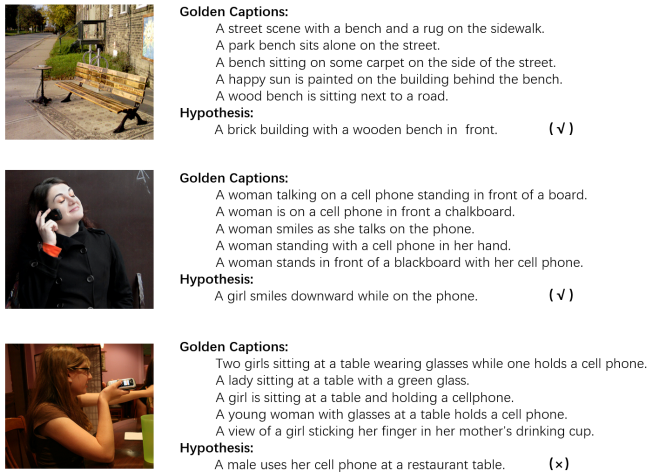 Golden Captions:
A street scene with a bench and a rug on the sidewalk.
A park bench sits alone on the street.
A bench sitting on some carpet on the side of the street.
A happy sun is painted on the building behind the bench.
A wood bench is sitting next to a road.
Hypothesis:
A brick building with a wooden bench in  front. (√)
Golden Captions:
A woman talking on a cell phone standing in front of a board.
A woman is on a cell phone in front a chalkboard.
A woman smiles as she talks on the phone.
A woman standing with a cell phone in her hand.
A woman stands in front of a blackboard with her cell phone.
Hypothesis:
A girl smiles downward while on the phone. (√)
Golden Captions:
Two girls sitting at a table wearing glasses while one holds a cell phone.
A lady sitting at a table with a green glass.
A girl is sitting at a table and holding a cellphone.
A young woman with glasses at a table holds a cell phone.
A view of a girl sticking her finger in her mother's drinking cup.
Hypothesis:
A male uses her cell phone at a restaurant table. (×)